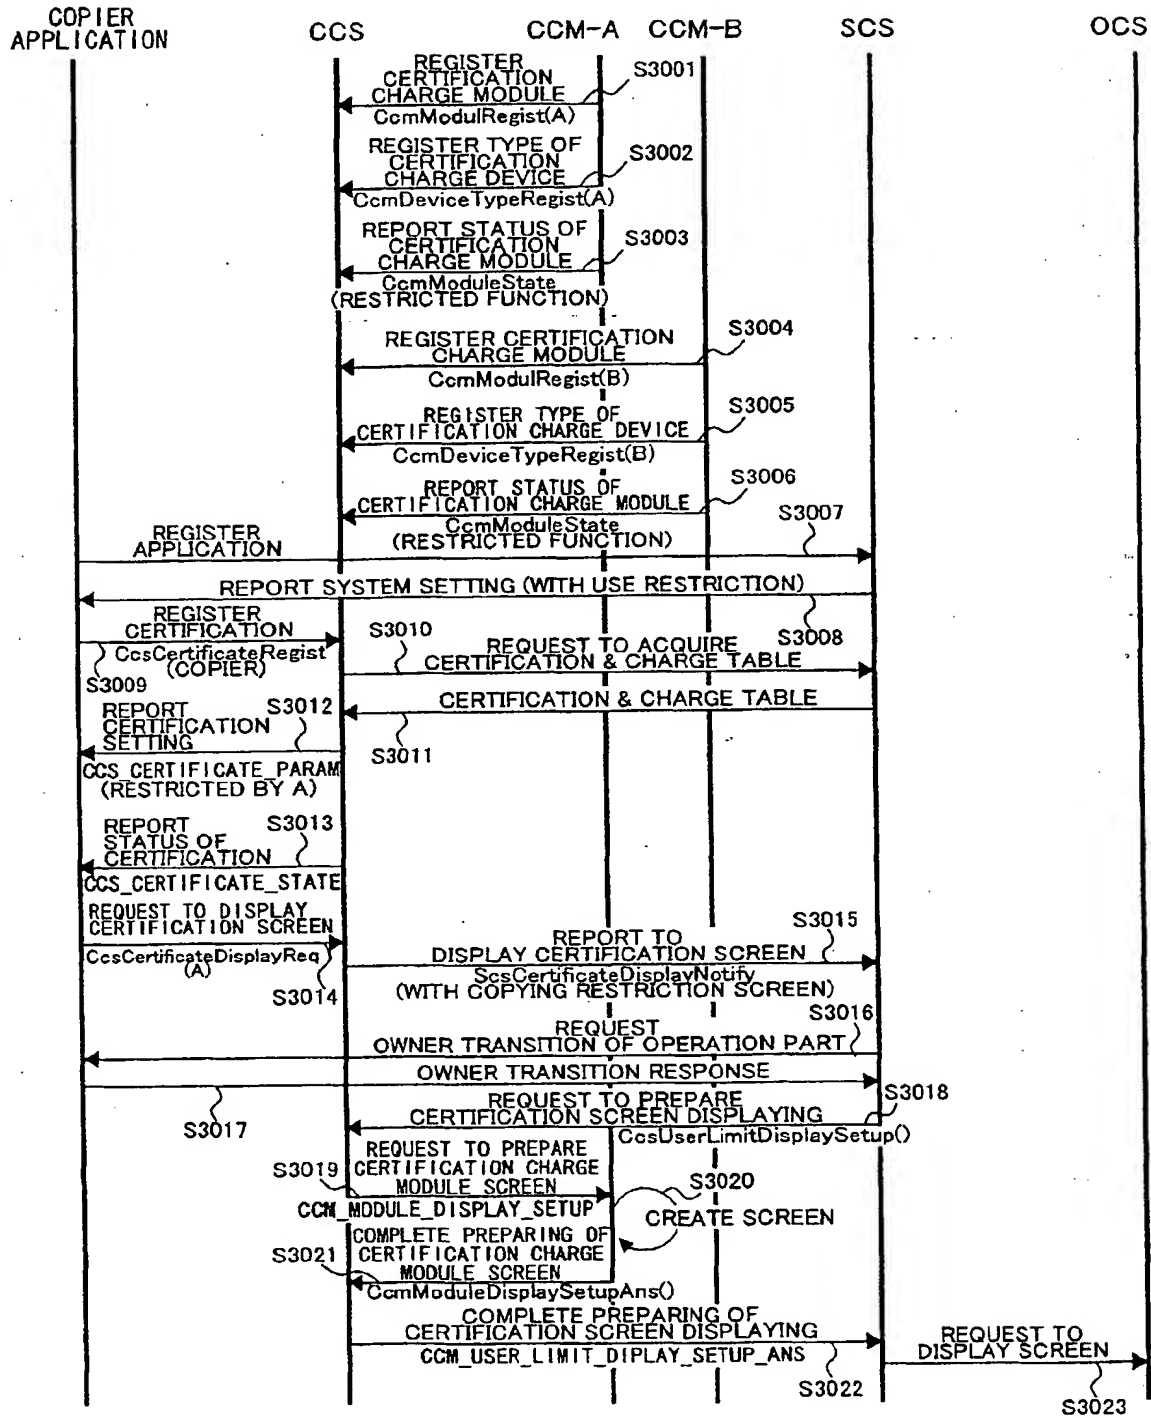 COPIER
APPLICATION
CCS
CCM-A
CCM-B
SCS
OCS
REGISTER
CERTIFICATION
CHARGE MODULE
S3001
CcmModulRegist(A)
REGISTER TYPE OF
CERTIFICATION
CHARGE DEVICE
S3002
CcmDeviceTypeRegist(A)
REPORT STATUS OF
CERTIFICATION
CHARGE MODULE
S3003
CcmModuleState
(RESTRICTED FUNCTION)
REGISTER CERTIFICATION
CHARGE MODULE
S3004
CcmModulRegist(B)
REGISTER TYPE OF
CERTIFICATION CHARGE DEVICE
S3005
CcmDeviceTypeRegist(B)
REPORT STATUS OF
CERTIFICATION CHARGE MODULE
S3006
CcmModuleState
(RESTRICTED FUNCTION)
REGISTER
APPLICATION
S3007
REPORT SYSTEM SETTING (WITH USE RESTRICTION)
S3008
REGISTER
CERTIFICATION
CcsCertificateRegist
(COPIER)
S3009
S3010
REQUEST TO ACQUIRE
CERTIFICATION & CHARGE TABLE
CERTIFICATION & CHARGE TABLE
S3011
REPORT
CERTIFICATION
SETTING
S3012
CCS_CERTIFICATE_PARAM
(RESTRICTED BY A)
REPORT
STATUS OF
CERTIFICATION
S3013
CCS_CERTIFICATE_STATE
REQUEST TO DISPLAY
CERTIFICATION SCREEN
CcsCertificateDisplayReq
(A)
S3014
REPORT TO
DISPLAY CERTIFICATION SCREEN
S3015
ScsCertificateDisplayNotify
(WITH COPYING RESTRICTION SCREEN)
S3016
REQUEST
OWNER TRANSITION OF OPERATION PART
OWNER TRANSITION RESPONSE
S3017
REQUEST TO PREPARE
CERTIFICATION SCREEN DISPLAYING
S3018
CcsUserLimitDisplaySetup()
REQUEST TO PREPARE
CERTIFICATION CHARGE
MODULE SCREEN
S3019
CCM_MODULE_DISPLAY_SETUP
S3020
CREATE SCREEN
COMPLETE PREPARING OF
CERTIFICATION CHARGE
MODULE SCREEN
S3021
CcmModuleDisplaySetupAns()
COMPLETE PREPARING OF
CERTIFICATION SCREEN DISPLAYING
CCM_USER_LIMIT_DIPLAY_SETUP_ANS
S3022
REQUEST TO
DISPLAY SCREEN
S3023